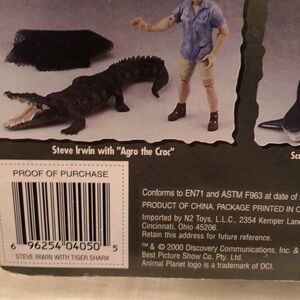 Steve Irwin with "Agro the Croc"
Sc
PROOF OF PURCHASE
6 96254 04050 5
STEVE IRWIN WITH TIGER SHARK
Conforms to EN71 and ASTM F963 at date of
PRODUCT OF CHINA. PACKAGE PRINTED IN C
Imported by N2 Toys, L.L.C., 2354 Kemper Lane
Cincinnati, Ohio 45206.
Retain this address for future reference.
™ & © 2000 Discovery Communications, Inc. &
Best Picture Show Co. Pty. Ltd.
Animal Planet logo is a trademark of DCI.